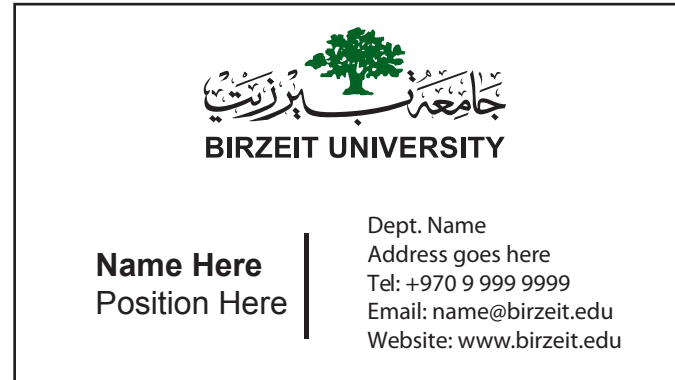 جَامِعَةُ بيرزيت
BIRZEIT UNIVERSITY
Name Here
Position Here
Dept. Name
Address goes here
Tel: +970 9 999 9999
Email: name@birzeit.edu
Website: www.birzeit.edu